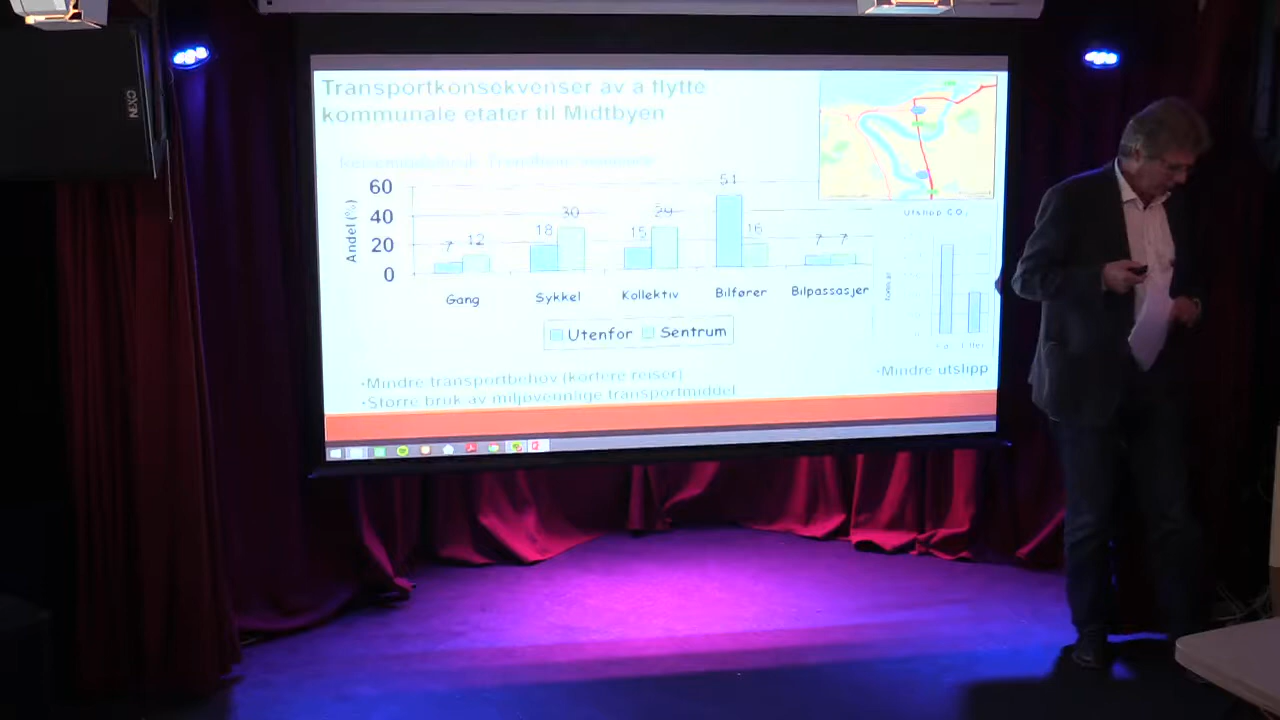 NEXO
Transportkonsekvenser av å flytte
kommunale etater til Midtbyen
Andel (%)
60
40
20
0
7 12
18 30
15
51 16
7 7
Gang
Sykkel
Kollektiv
Bilfører
Bilpassasjer
Utenfor Sentrum
Utslipp CO₂
•Mindre transportbehov (kortere reiser)
•Større bruk av miljøvennlige transportmiddel
•Mindre utslipp